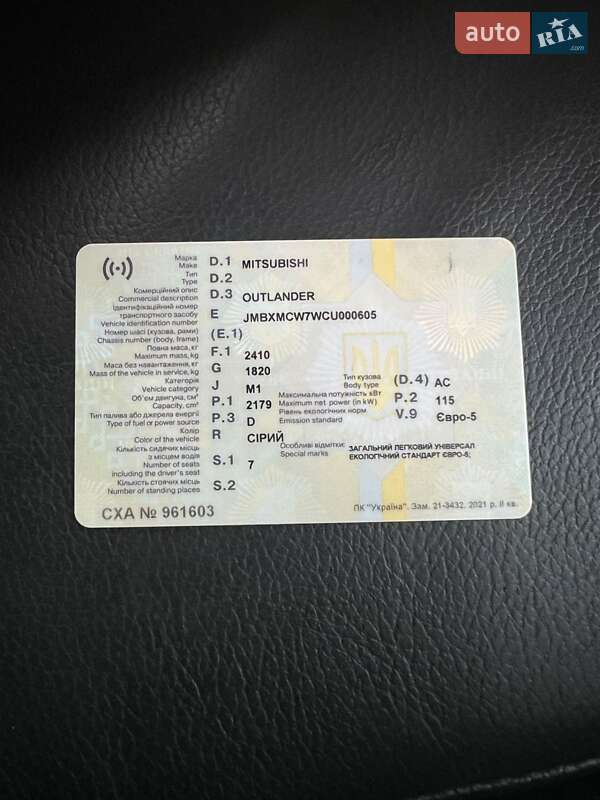 auto RIA .com
Марка D.1 MITSUBISHI
Make
Тип D.2
Type
Комерційний опис D.3 OUTLANDER
Commercial description
Ідентифікаційний номер E JMBXMCW7WCU000605
транспортного засобу
Vehicle identification number
Номер шасі (кузова, рами) (E.1)
Chassis number (body, frame)
Повна маса, кг F.1 2410
Maximum mass, kg
Маса без навантаження, кг G 1820
Mass of the vehicle in service, kg
Категорія J M1 Тип кузова (D.4) AC
Vehicle category Body type
Об'єм двигуна, см³ P.1 2179 Максимальна потужність кВт P.2 115
Capacity, cm³ Maximum net power (in kW)
Тип палива або джерела енергії P.3 D Рівень екологічних норм V.9 Євро-5
Type of fuel or power source Emission standard
Колір R СІРИЙ
Color of the vehicle
Особливі відмітки: ЗАГАЛЬНИЙ ЛЕГКОВИЙ УНІВЕРСАЛ
Special marks ЕКОЛОГІЧНИЙ СТАНДАРТ ЄВРО-5;
Кількість сидячих місць S.1 7
з місцем водія
Number of seats
including the driver's seat
Кількість стоячих місць S.2
Number of standing places
СХА № 961603
ПК "Україна". Зам. 21-3432. 2021 р. II кв.